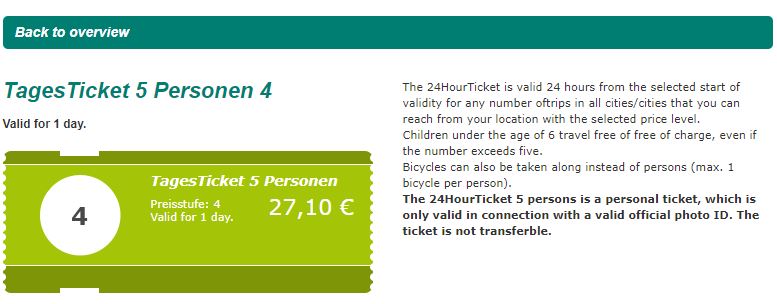 Back to overview
TagesTicket 5 Personen 4
Valid for 1 day.
4
TagesTicket 5 Personen
Preisstufe: 4
Valid for 1 day.
27,10 €
The 24HourTicket is valid 24 hours from the selected start of
validity for any number oftrips in all cities/cities that you can
reach from your location with the selected price level.
Children under the age of 6 travel free of free of charge, even if
the number exceeds five.
Bicycles can also be taken along instead of persons (max. 1
bicycle per person).
The 24HourTicket 5 persons is a personal ticket, which is
only valid in connection with a valid official photo ID. The
ticket is not transferble.